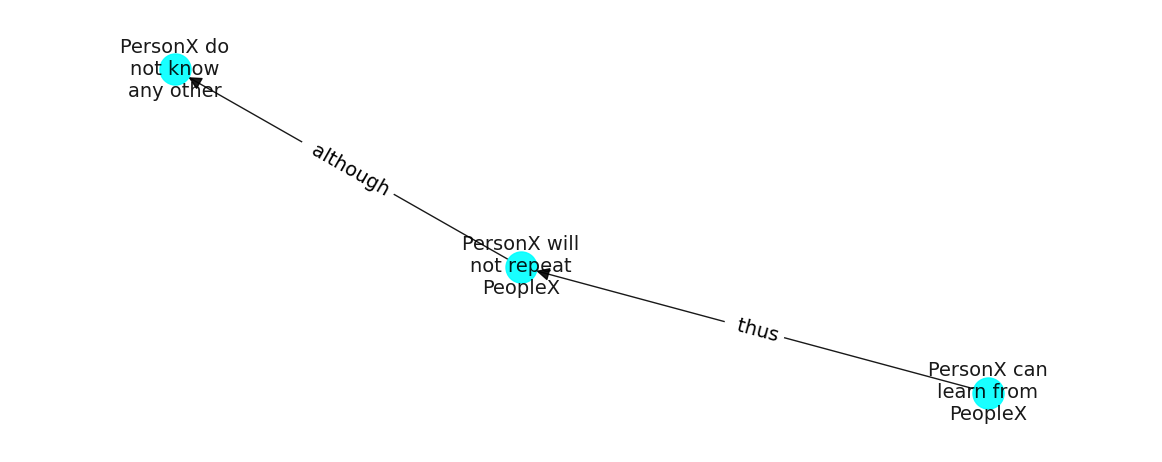 PersonX do
not know
any other
although
PersonX will
not repeat
PeopleX
thus
PersonX can
learn from
PeopleX